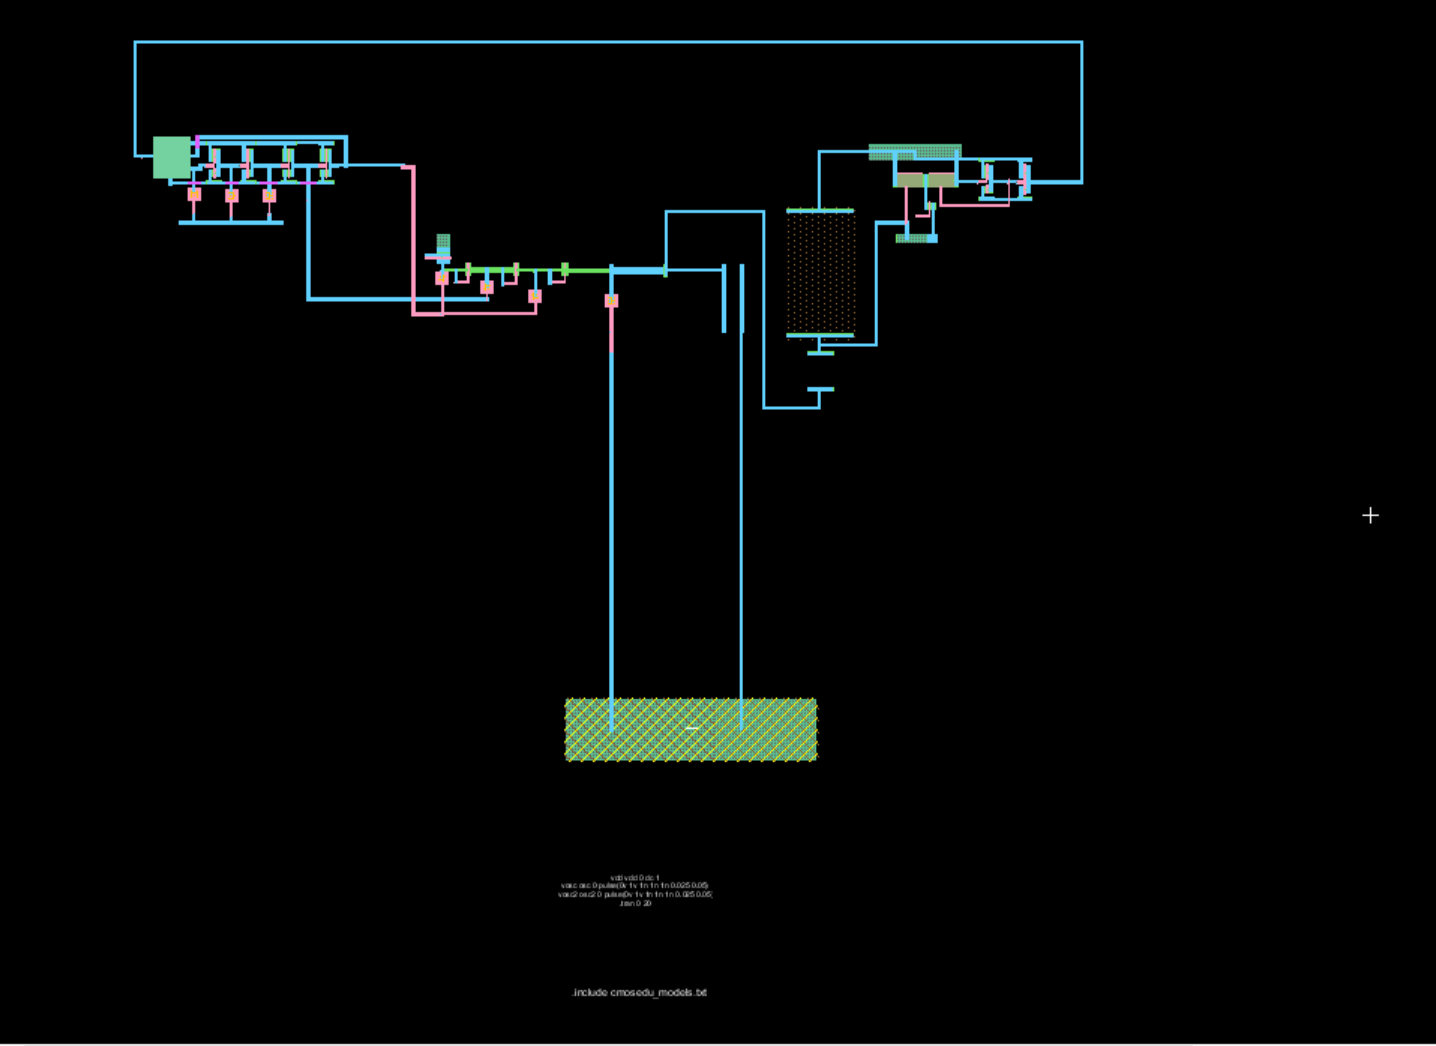 vdd vdd 0 dc 1
vosc osc 0 pulse(0v 1v 1n 1n 1n 0.025 0.05)
vosc2 osc2 0 pulse(0v 1v 1n 1n 1n 0.025 0.05)
.tran 0 20
.include cmosedu_models.txt